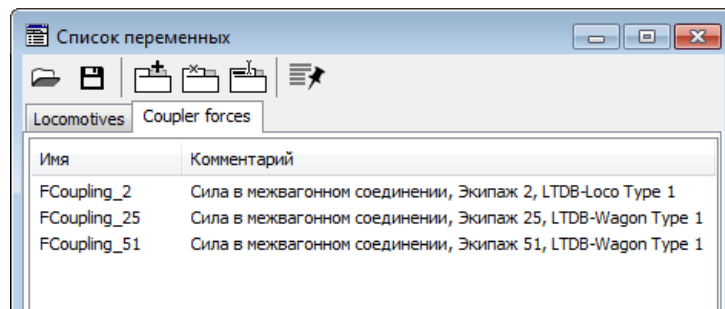 Список переменных
Locomotives Coupler forces
Имя Комментарий
FCoupling_2 Сила в межвагонном соединении, Экипаж 2, LTDB-Loco Type 1
FCoupling_25 Сила в межвагонном соединении, Экипаж 25, LTDB-Wagon Type 1
FCoupling_51 Сила в межвагонном соединении, Экипаж 51, LTDB-Wagon Type 1